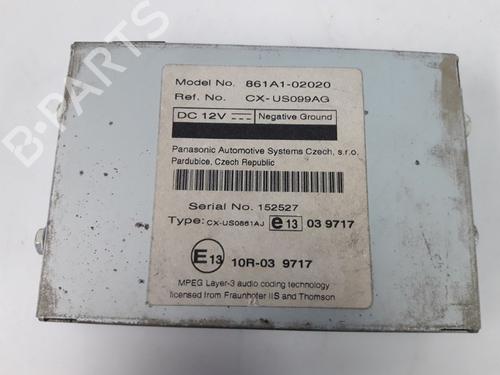 Model No. 861A1-02020
Ref. No. CX-US099AG
DC 12V Negative Ground
Panasonic Automotive Systems Czech, s.r.o.
Pardubice, Czech Republic
Serial No. 152527
Type: CX-US0861AJ e13 03 9717
E13 10R-03 9717
MPEG Layer-3 audio coding technology
licensed from Fraunhofer IIS and Thomson
B-PARTS